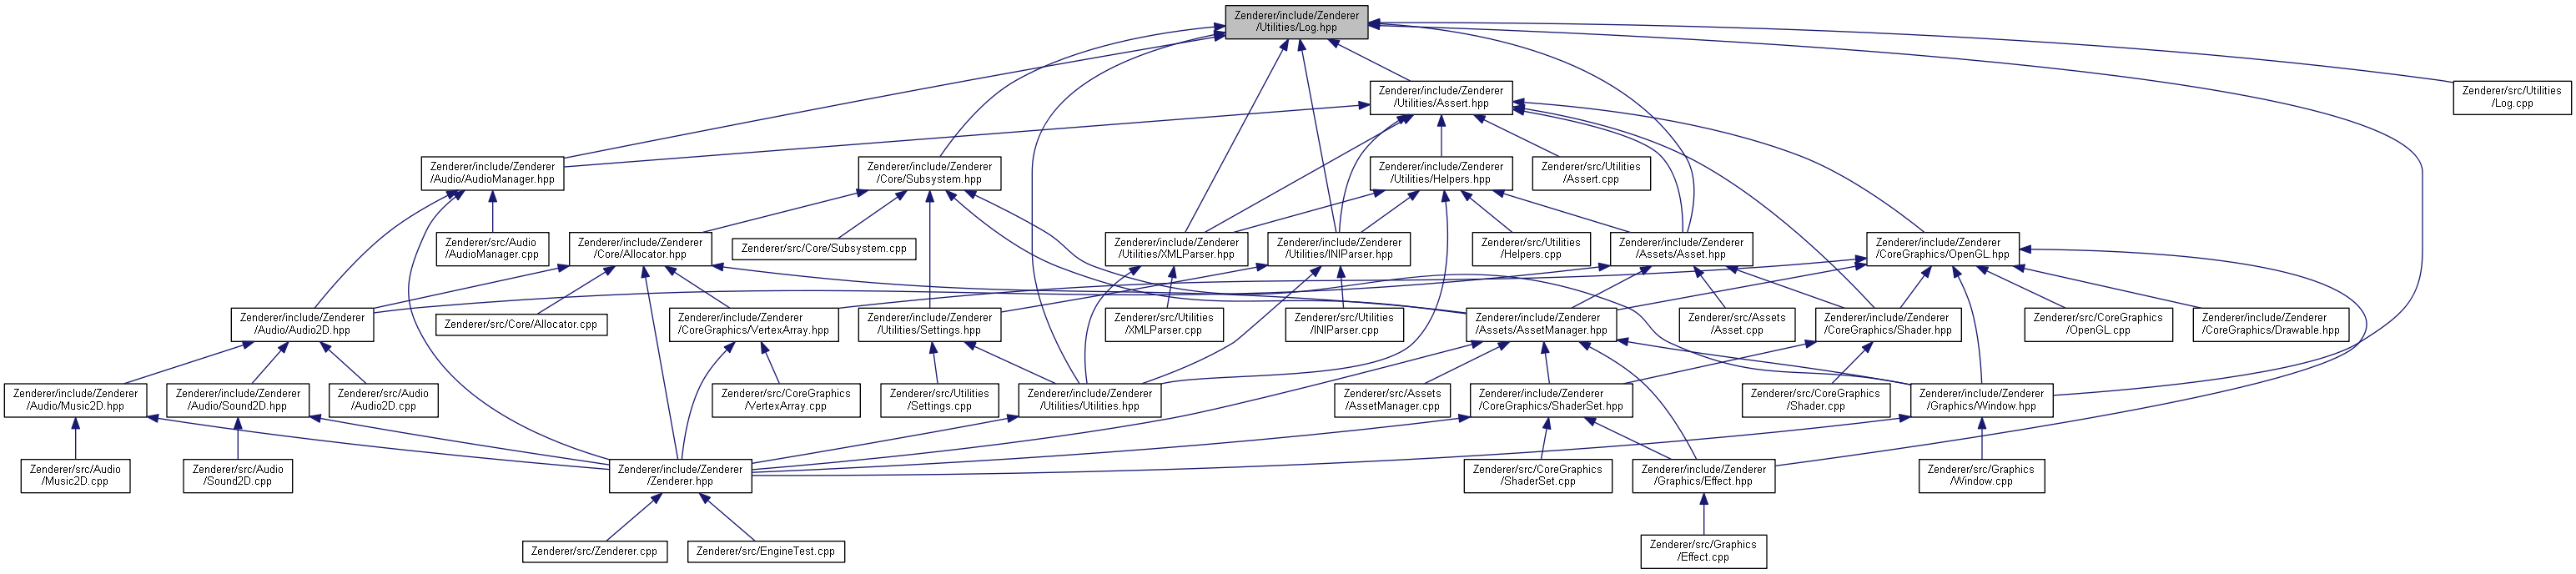 Zenderer/include/Zenderer
/Utilities/Log.hpp
Zenderer/include/Zenderer
/Utilities/Assert.hpp
Zenderer/src/Utilities
/Log.cpp
Zenderer/include/Zenderer
/Audio/AudioManager.hpp
Zenderer/include/Zenderer
/Core/Subsystem.hpp
Zenderer/include/Zenderer
/Utilities/Helpers.hpp
Zenderer/src/Utilities
/Assert.cpp
Zenderer/src/Audio
/AudioManager.cpp
Zenderer/include/Zenderer
/Core/Allocator.hpp
Zenderer/src/Core/Subsystem.cpp
Zenderer/include/Zenderer
/Utilities/XMLParser.hpp
Zenderer/include/Zenderer
/Utilities/INIParser.hpp
Zenderer/src/Utilities
/Helpers.cpp
Zenderer/include/Zenderer
/Assets/Asset.hpp
Zenderer/include/Zenderer
/CoreGraphics/OpenGL.hpp
Zenderer/include/Zenderer
/Audio/Audio2D.hpp
Zenderer/src/Core/Allocator.cpp
Zenderer/include/Zenderer
/CoreGraphics/VertexArray.hpp
Zenderer/include/Zenderer
/Utilities/Settings.hpp
Zenderer/src/Utilities
/XMLParser.cpp
Zenderer/src/Utilities
/INIParser.cpp
Zenderer/include/Zenderer
/Assets/AssetManager.hpp
Zenderer/src/Assets
/Asset.cpp
Zenderer/include/Zenderer
/CoreGraphics/Shader.hpp
Zenderer/src/CoreGraphics
/OpenGL.cpp
Zenderer/include/Zenderer
/CoreGraphics/Drawable.hpp
Zenderer/include/Zenderer
/Audio/Music2D.hpp
Zenderer/include/Zenderer
/Audio/Sound2D.hpp
Zenderer/src/Audio
/Audio2D.cpp
Zenderer/src/CoreGraphics
/VertexArray.cpp
Zenderer/src/Utilities
/Settings.cpp
Zenderer/include/Zenderer
/Utilities/Utilities.hpp
Zenderer/src/Assets
/AssetManager.cpp
Zenderer/include/Zenderer
/CoreGraphics/ShaderSet.hpp
Zenderer/src/CoreGraphics
/Shader.cpp
Zenderer/include/Zenderer
/Graphics/Window.hpp
Zenderer/src/Audio
/Music2D.cpp
Zenderer/src/Audio
/Sound2D.cpp
Zenderer/include/Zenderer
/Zenderer.hpp
Zenderer/src/CoreGraphics
/ShaderSet.cpp
Zenderer/include/Zenderer
/Graphics/Effect.hpp
Zenderer/src/Graphics
/Window.cpp
Zenderer/src/Zenderer.cpp
Zenderer/src/EngineTest.cpp
Zenderer/src/Graphics
/Effect.cpp